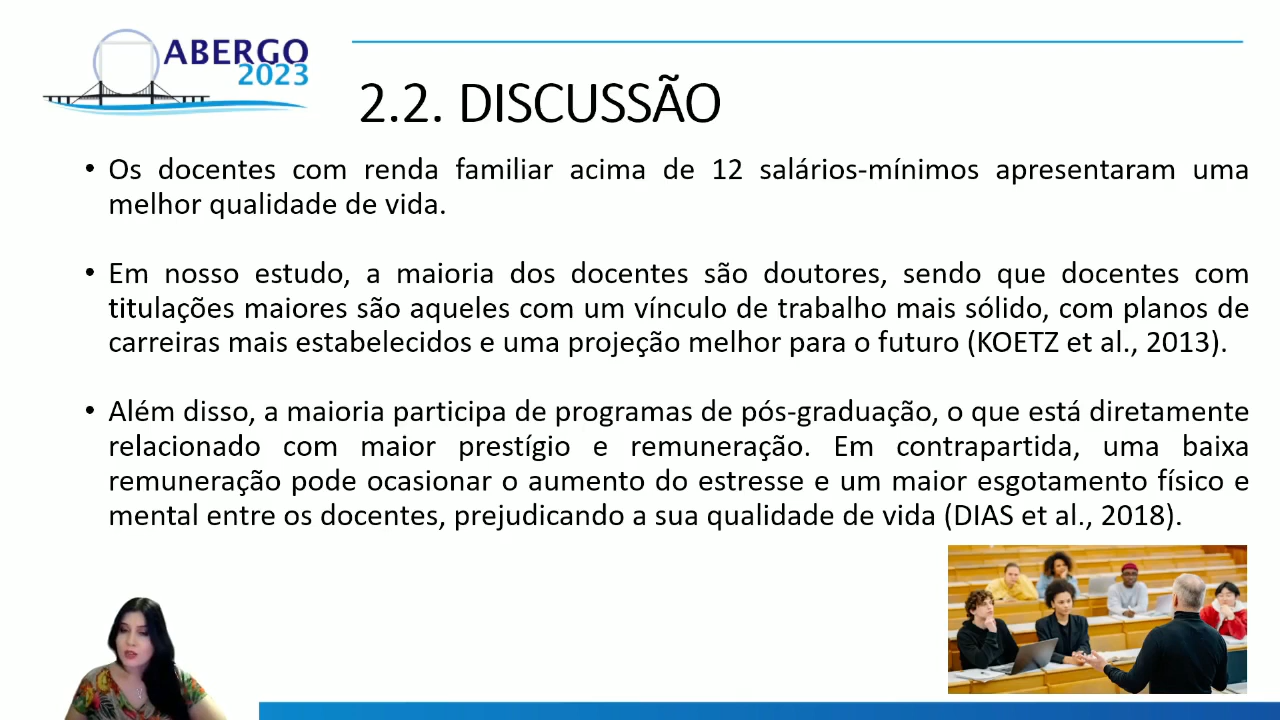 ABERGO
2023
2.2. DISCUSSÃO
• Os docentes com renda familiar acima de 12 salários-mínimos apresentaram uma
melhor qualidade de vida.
• Em nosso estudo, a maioria dos docentes são doutores, sendo que docentes com
titulações maiores são aqueles com um vínculo de trabalho mais sólido, com planos de
carreiras mais estabelecidos e uma projeção melhor para o futuro (KOETZ et al., 2013).
• Além disso, a maioria participa de programas de pós-graduação, o que está diretamente
relacionado com maior prestígio e remuneração. Em contrapartida, uma baixa
remuneração pode ocasionar o aumento do estresse e um maior esgotamento físico e
mental entre os docentes, prejudicando a sua qualidade de vida (DIAS et al., 2018).